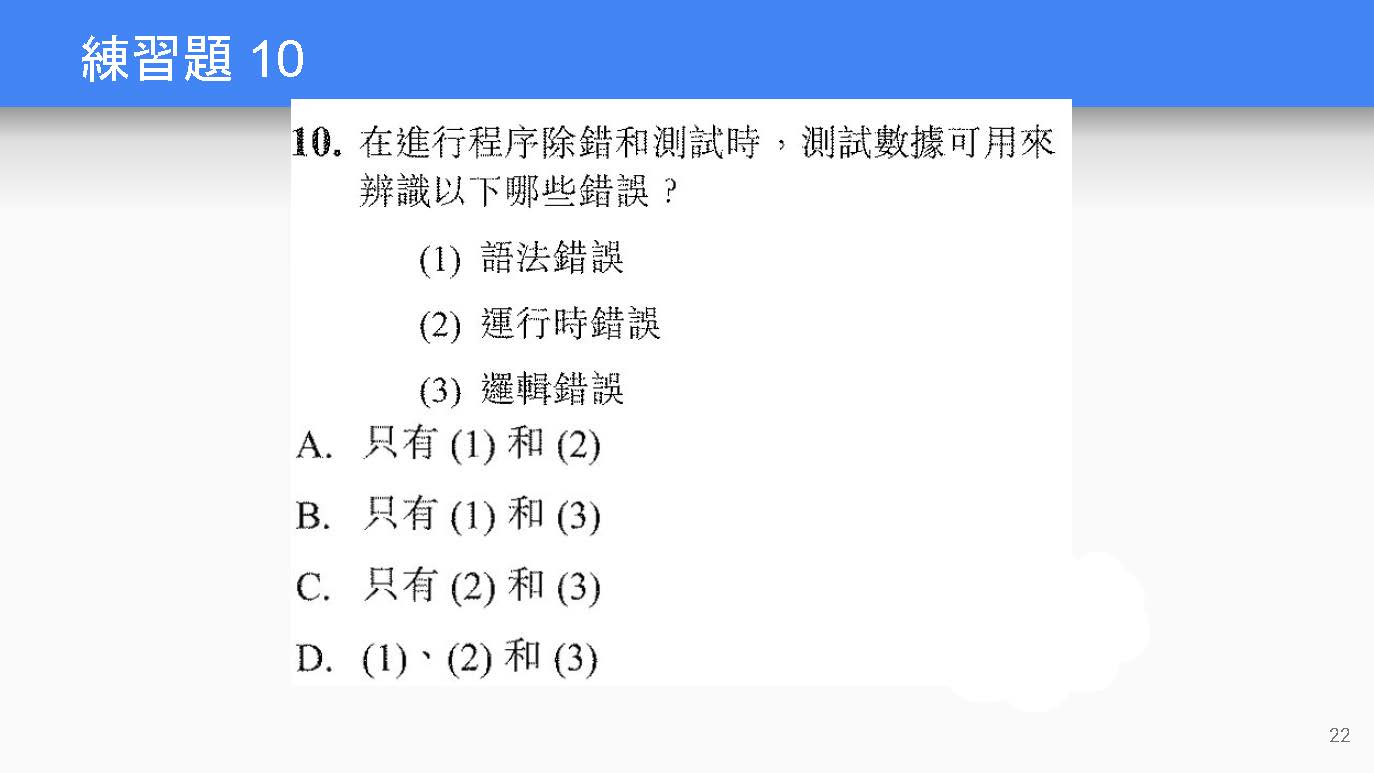 練習題 10
10. 在進行程序除錯和測試時，測試數據可用來
辨識以下哪些錯誤？
(1) 語法錯誤
(2) 運行時錯誤
(3) 邏輯錯誤
A. 只有 (1) 和 (2)
B. 只有 (1) 和 (3)
C. 只有 (2) 和 (3)
D. (1)、(2) 和 (3)
22